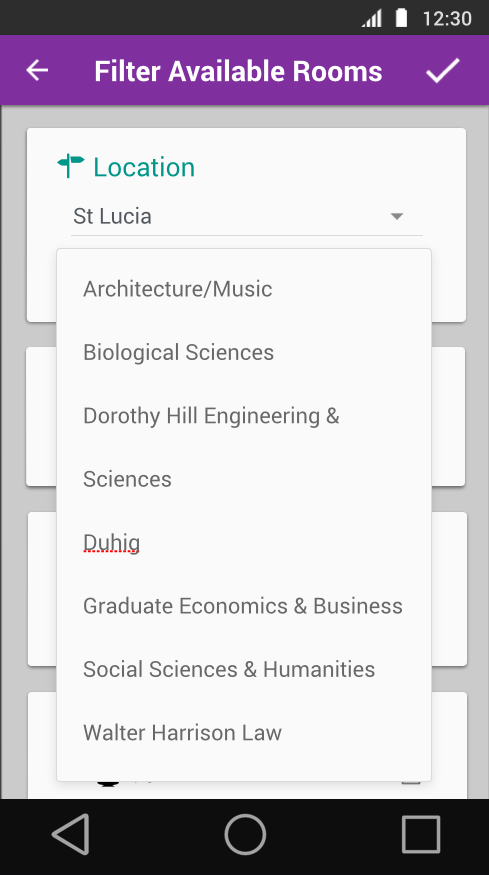 12:30
Filter Available Rooms
Location
St Lucia
Architecture/Music
Biological Sciences
Dorothy Hill Engineering &
Sciences
Duhig
Graduate Economics & Business
Social Sciences & Humanities
Walter Harrison Law